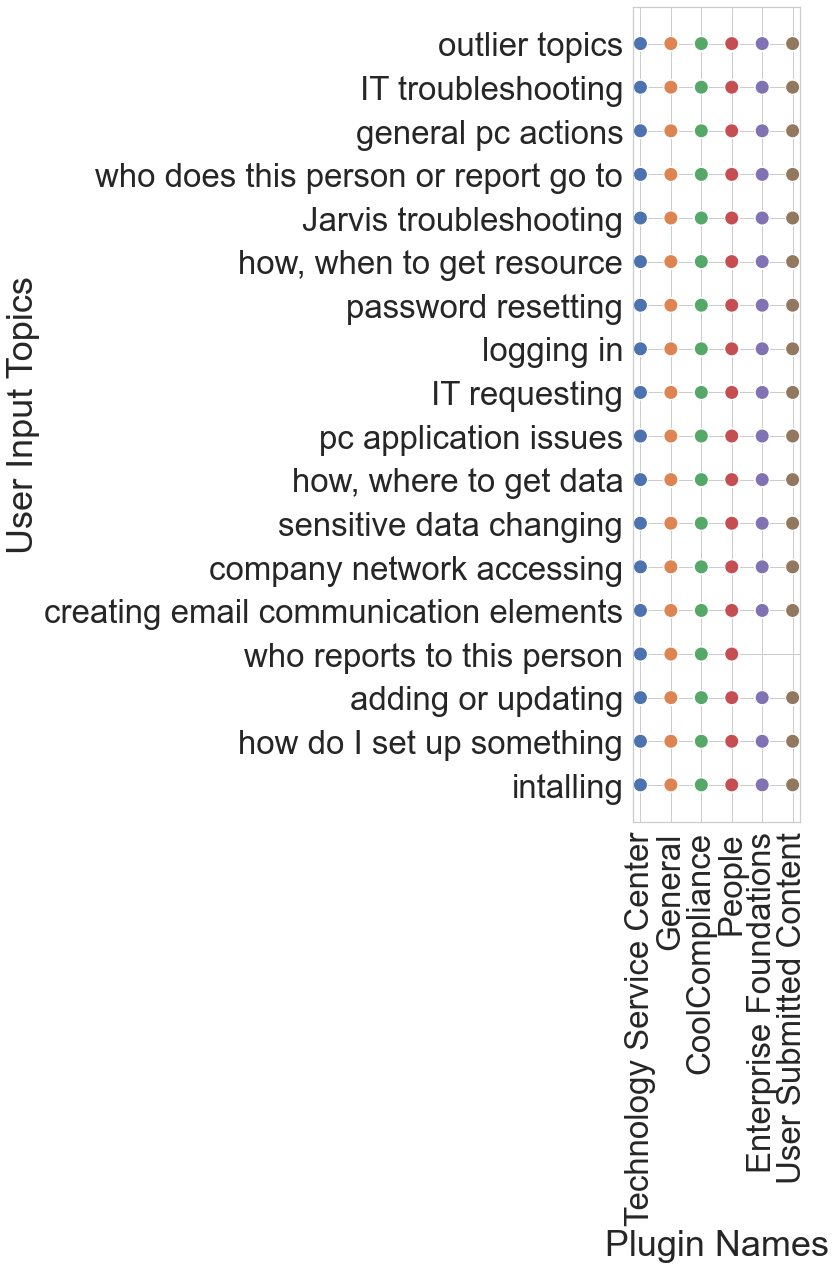 outlier topics
IT troubleshooting
general pc actions
who does this person or report go to
Jarvis troubleshooting
how, when to get resource
password resetting
logging in
IT requesting
pc application issues
how, where to get data
sensitive data changing
company network accessing
creating email communication elements
who reports to this person
adding or updating
how do I set up something
intalling
User Input Topics
Technology Service Center
General
CoolCompliance
People
Enterprise Foundations
User Submitted Content
Plugin Names